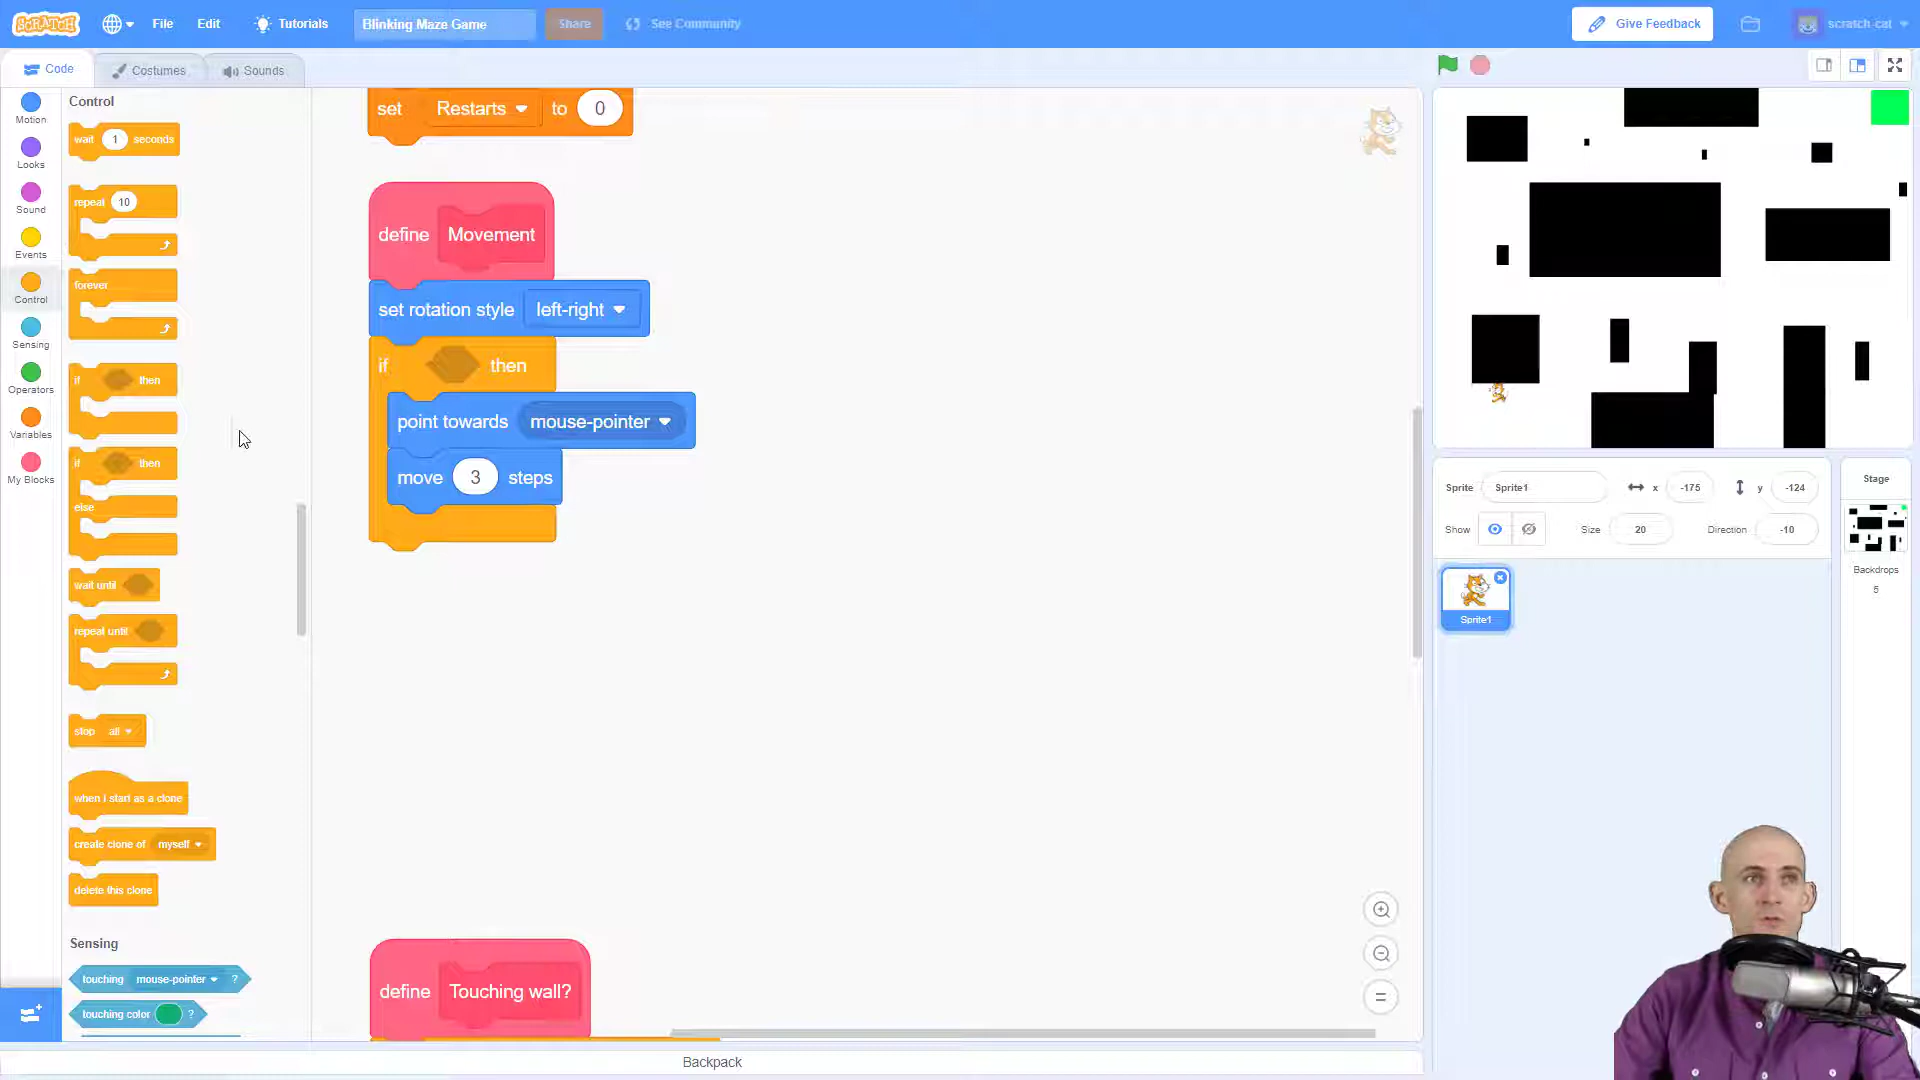 SCRATCH File Edit Tutorials Blinking Maze Game Share See Community Give Feedback scratch-cat
Code Costumes Sounds
Motion
Looks
Sound
Events
Control
Sensing
Operators
Variables
My Blocks
Control
wait 1 seconds
repeat 10
forever
if then
if then
else
wait until
repeat until
stop all
when I start as a clone
create clone of myself
delete this clone
Sensing
touching mouse-pointer ?
touching color ?
set Restarts to 0
define Movement
set rotation style left-right
if then
point towards mouse-pointer
move 3 steps
define Touching wall?
Backpack
Sprite Sprite1 x -175 y -124
Show Size 20 Direction -10
Sprite1
Stage
Backdrops
5